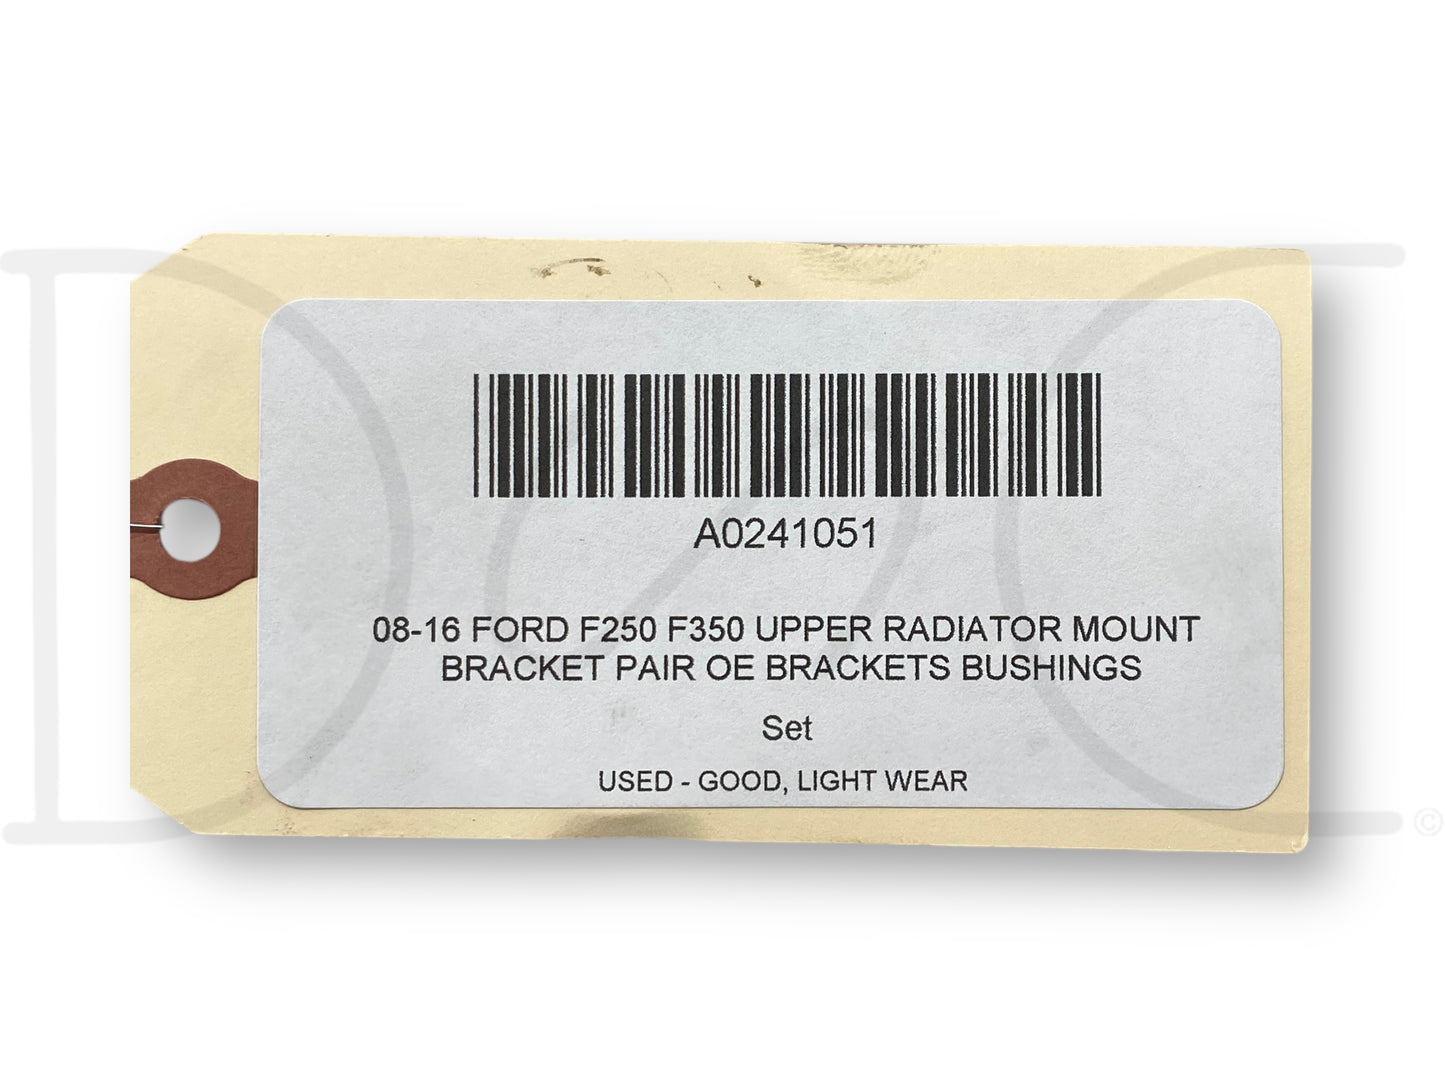 A0241051
08-16 FORD F250 F350 UPPER RADIATOR MOUNT
BRACKET PAIR OE BRACKETS BUSHINGS
Set
USED - GOOD, LIGHT WEAR
©